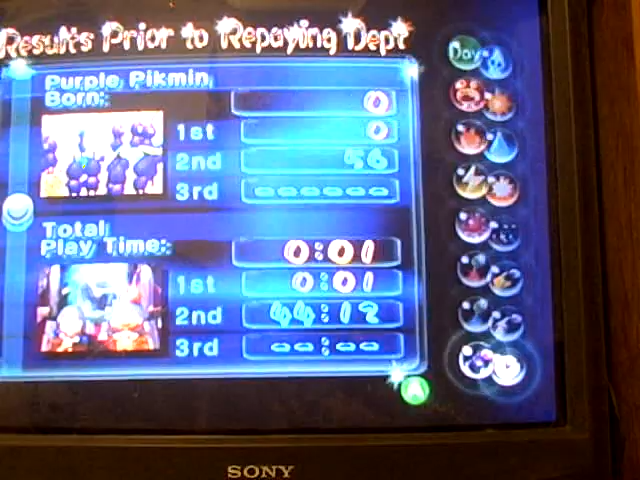 Results Prior to Repaying Dept
Day
Purple Pikmin
Born: 0
1st 0
2nd 56
3rd ------
Total
Play Time: 0:01
1st 0:01
2nd 44:12
3rd --:--
A
SONY